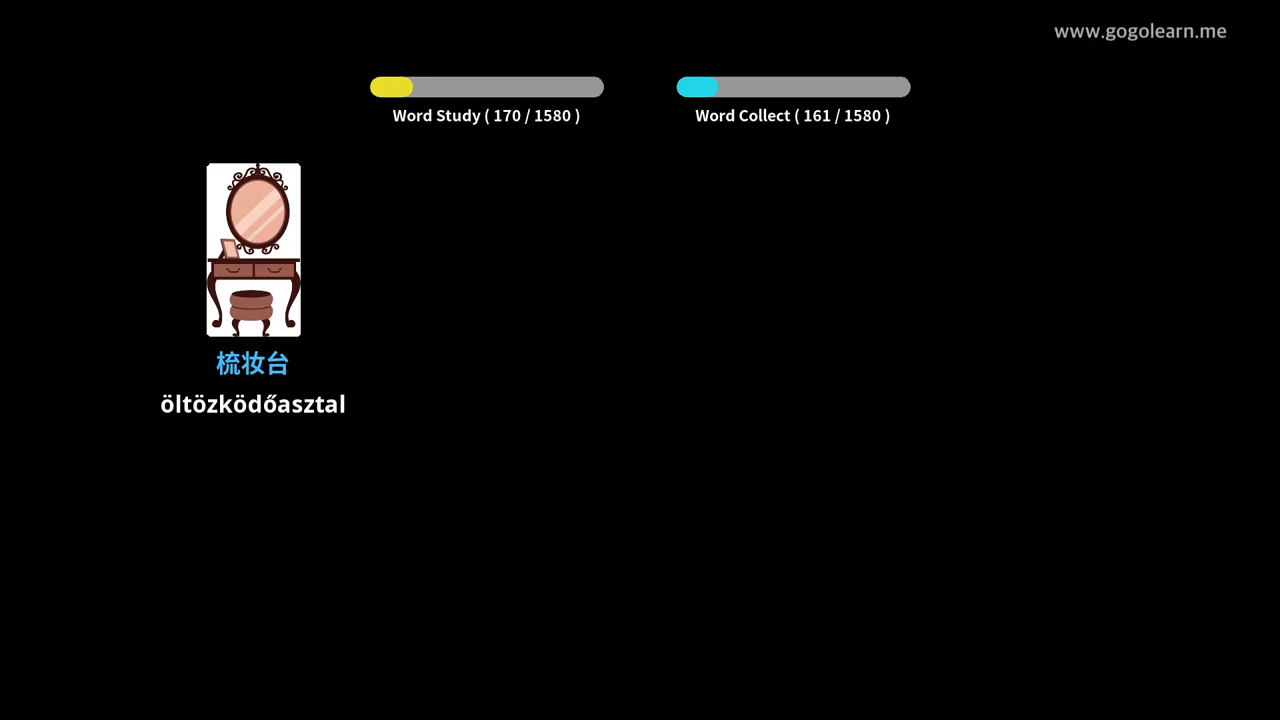 www.gogolearn.me
Word Study ( 170 / 1580 )
Word Collect ( 161 / 1580 )
梳妆台
öltözködőasztal